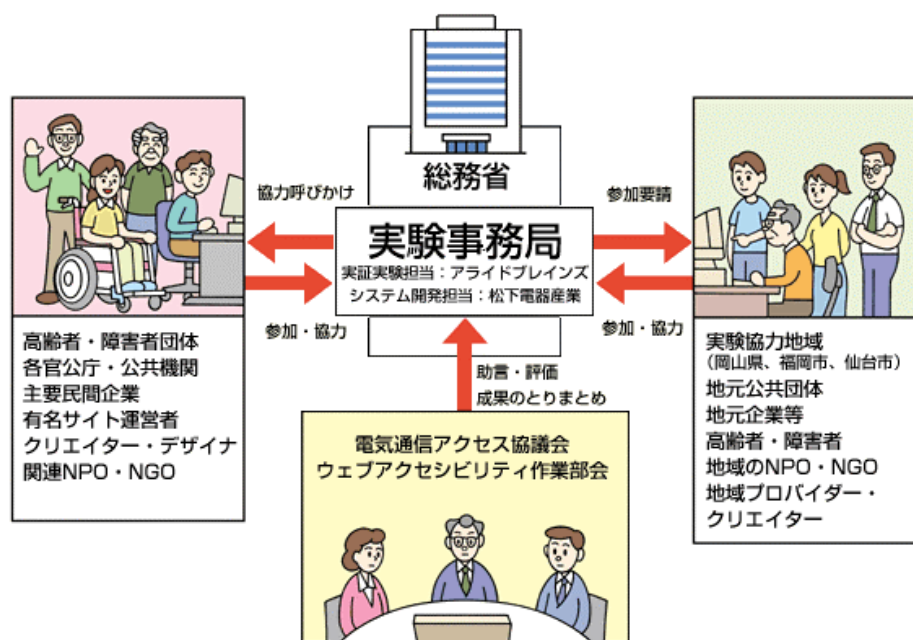 総務省
実験事務局
実証実験担当：アライドブレインズ
システム開発担当：松下電器産業
協力呼びかけ
参加・協力
参加要請
参加・協力
高齢者・障害者団体
各官公庁・公共機関
主要民間企業
有名サイト運営者
クリエイター・デザイナ
関連NPO・NGO
実験協力地域
（岡山県、福岡市、仙台市）
地元公共団体
地元企業等
高齢者・障害者
地域のNPO・NGO
地域プロバイダー・
クリエイター
助言・評価
成果のとりまとめ
電気通信アクセス協議会
ウェブアクセシビリティ作業部会